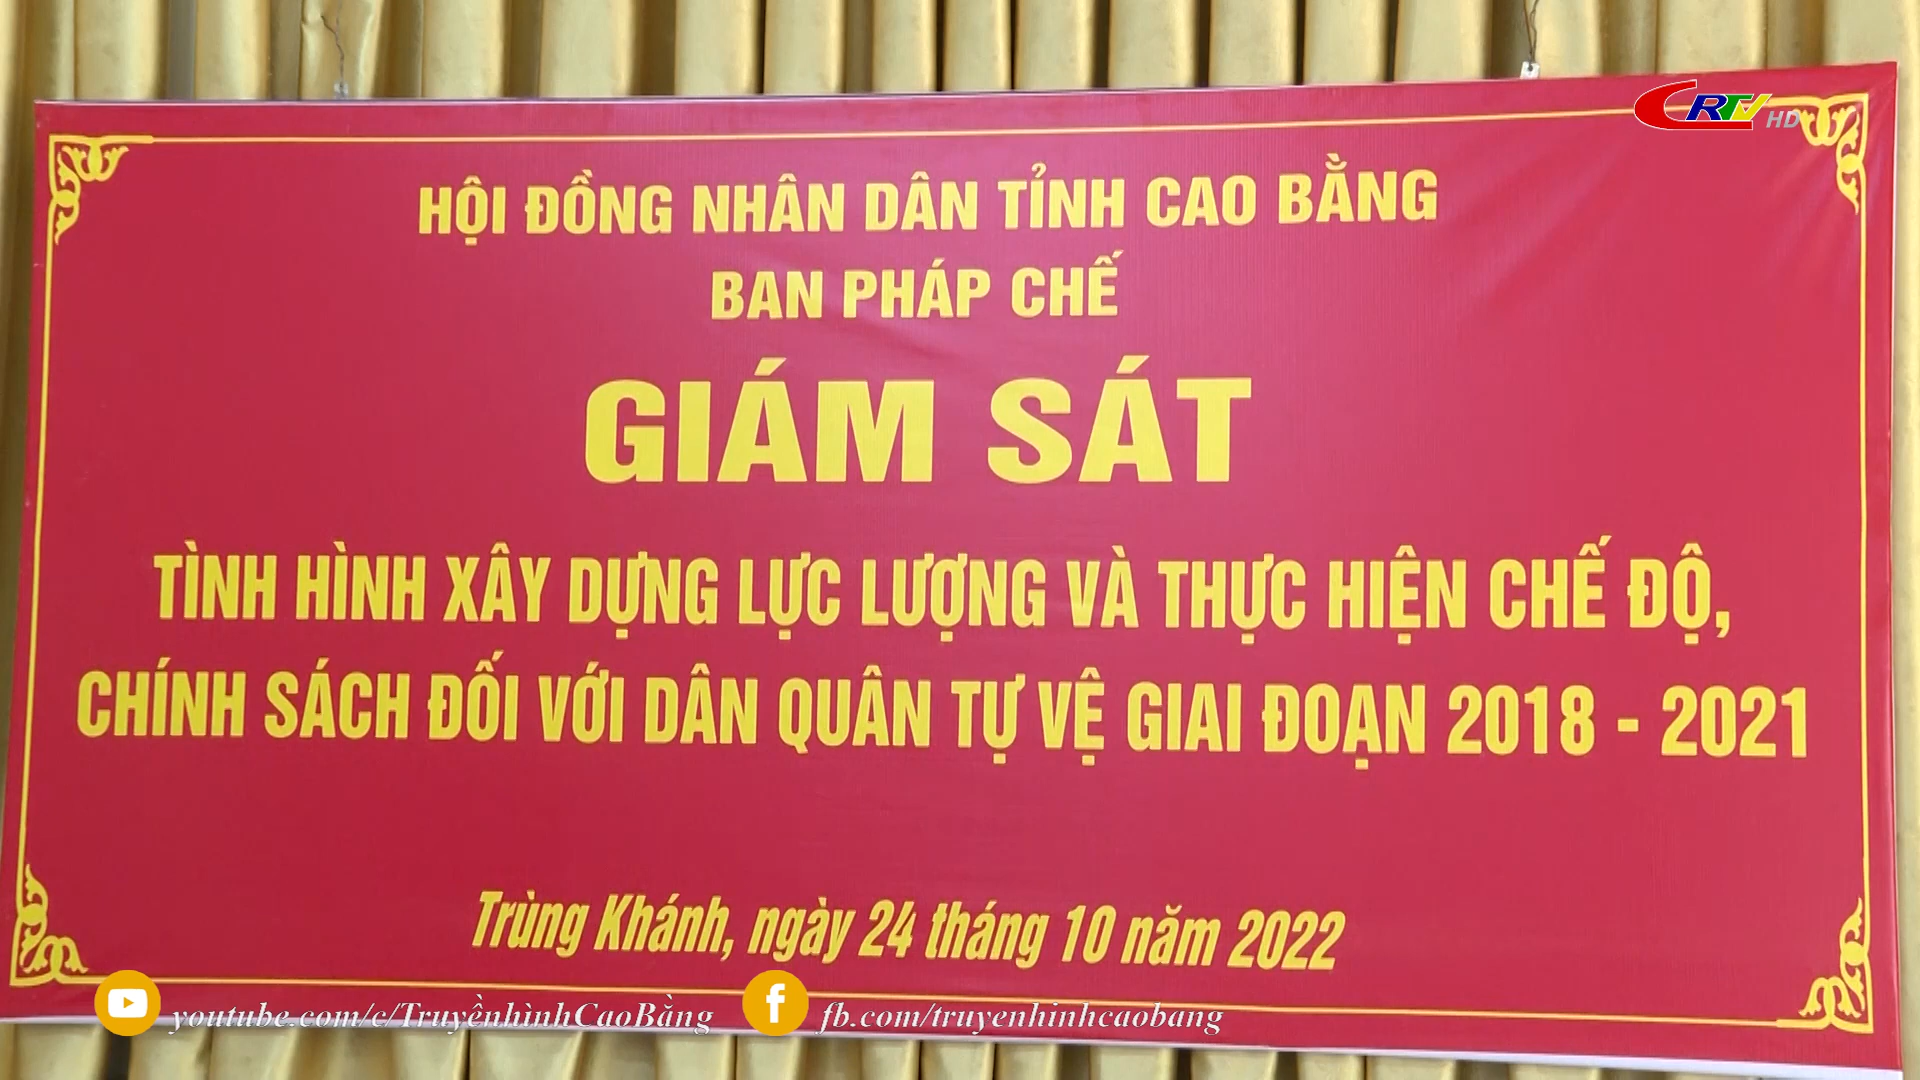 CRTV HD
HỘI ĐỒNG NHÂN DÂN TỈNH CAO BẰNG
BAN PHÁP CHẾ
GIÁM SÁT
TÌNH HÌNH XÂY DỰNG LỰC LƯỢNG VÀ THỰC HIỆN CHẾ ĐỘ,
CHÍNH SÁCH ĐỐI VỚI DÂN QUÂN TỰ VỆ GIAI ĐOẠN 2018 - 2021
Trùng Khánh, ngày 24 tháng 10 năm 2022
youtube.com/c/TruyềnhìnhCaoBằng
fb.com/truyenhinhcaobang